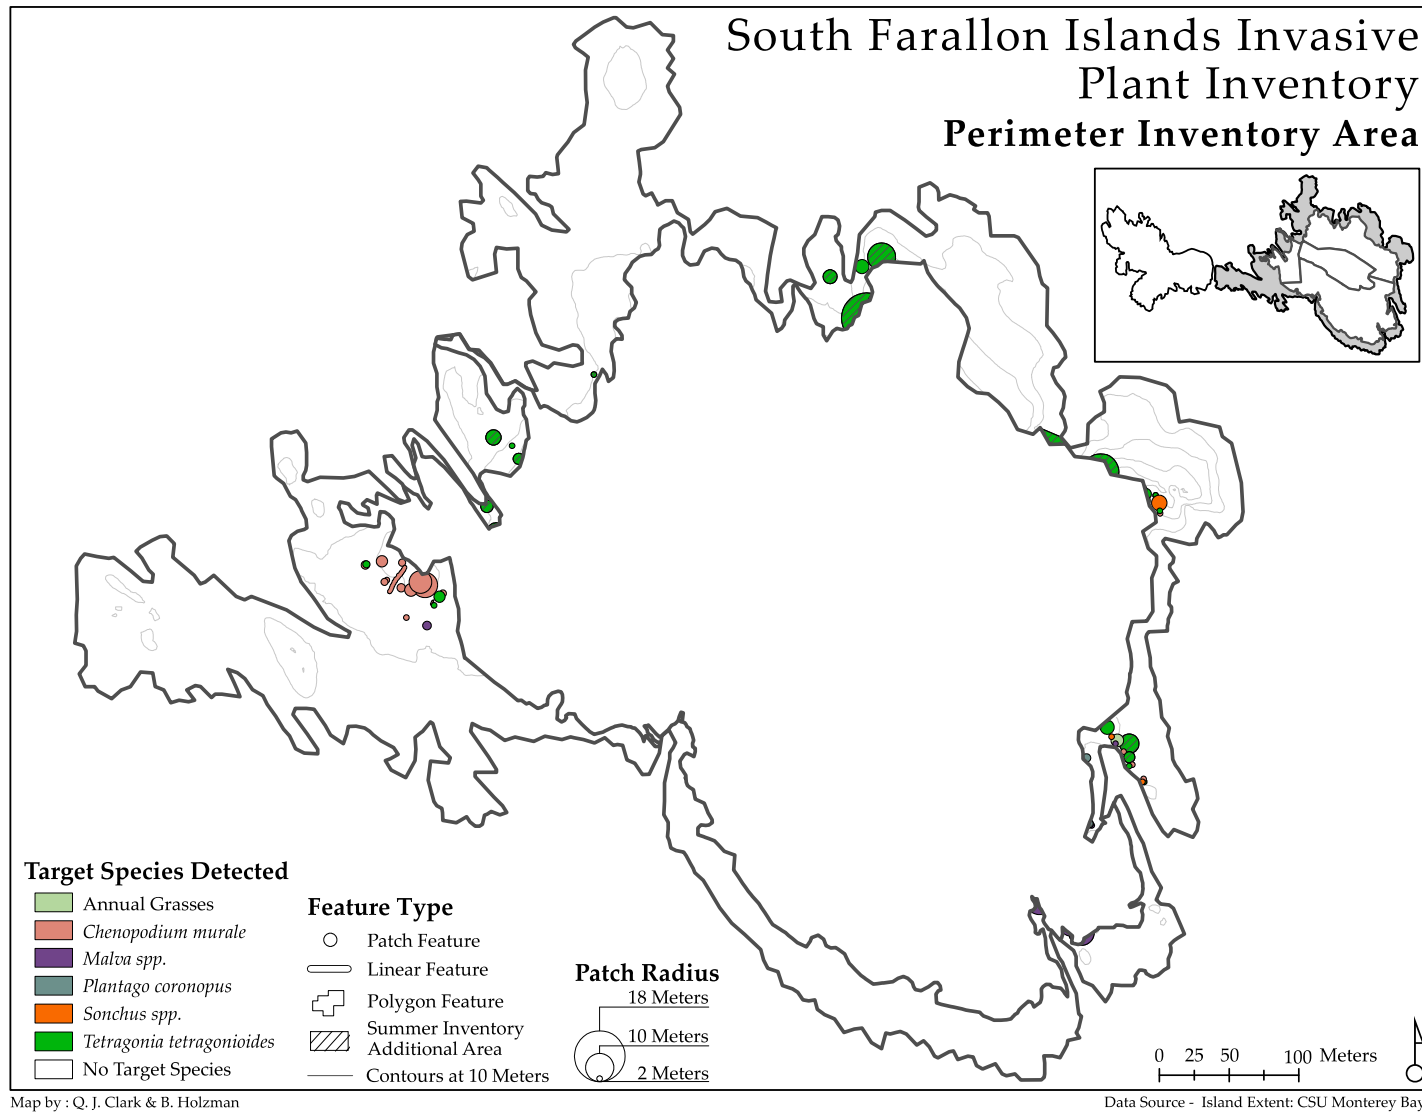 South Farallon Islands Invasive
Plant Inventory
Perimeter Inventory Area
Target Species Detected
Annual Grasses
Chenopodium murale
Malva spp.
Plantago coronopus
Sonchus spp.
Tetragonia tetragonioides
No Target Species
Feature Type
Patch Feature
Linear Feature
Polygon Feature
Summer Inventory
Additional Area
Contours at 10 Meters
Patch Radius
18 Meters
10 Meters
2 Meters
0 25 50 100 Meters
Map by : Q. J. Clark & B. Holzman
Data Source - Island Extent: CSU Monterey Bay